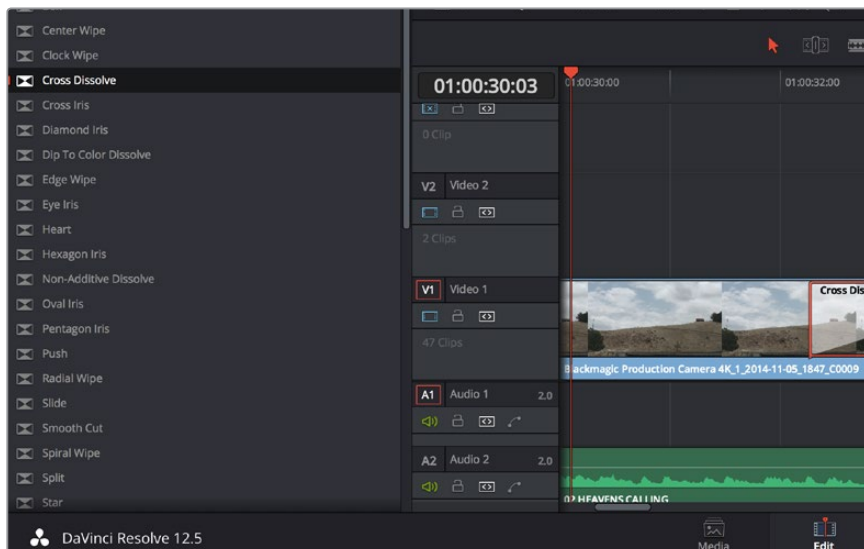 Center Wipe
Clock Wipe
Cross Dissolve
Cross Iris
Diamond Iris
Dip To Color Dissolve
Edge Wipe
Eye Iris
Heart
Hexagon Iris
Non-Additive Dissolve
Oval Iris
Pentagon Iris
Push
Radial Wipe
Slide
Smooth Cut
Spiral Wipe
Split
Star
DaVinci Resolve 12.5
01:00:30:03
01:00:30:00
01:00:32:00
0 Clip
V2 Video 2
2 Clips
V1 Video 1
47 Clips
Cross Dis
Blackmagic Production Camera 4K_1_2014-11-05_1847_C0009
A1 Audio 1 2.0
A2 Audio 2 2.0
02 HEAVENS CALLING
Media
Edit